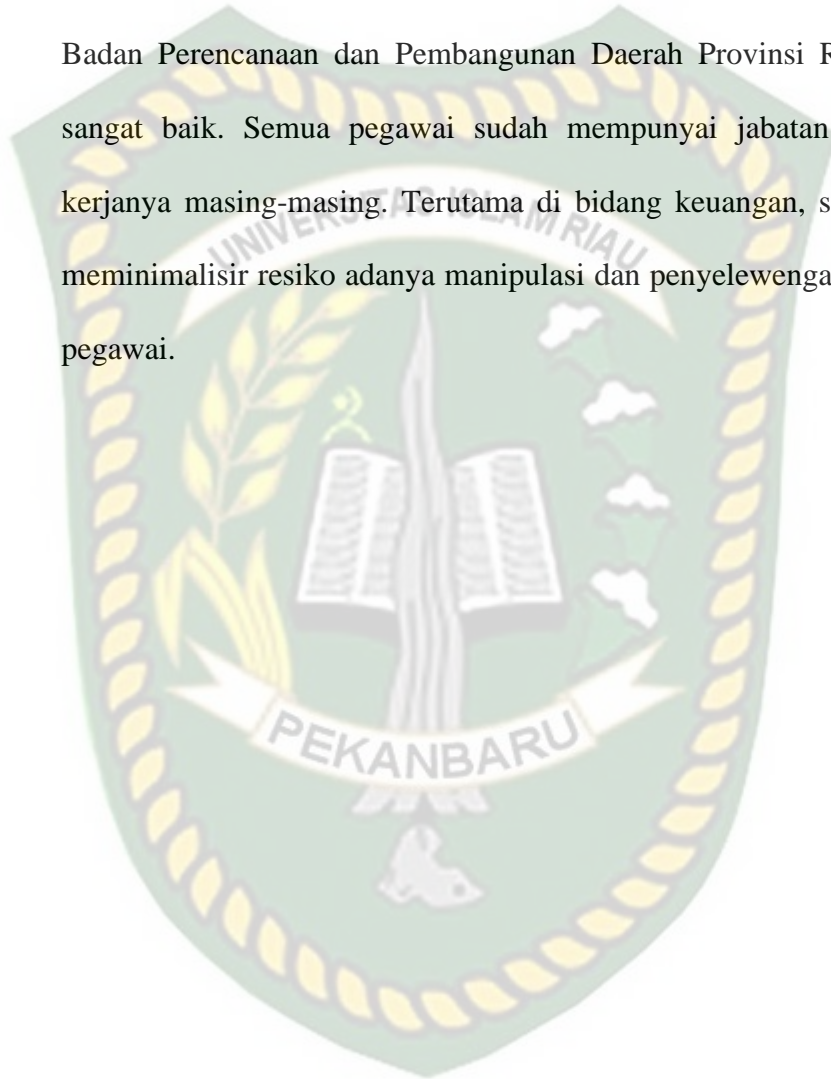 Badan Perencanaan dan Pembangunan Daerah Provinsi
sangat baik. Semua pegawai sudah mempunyai jabatan
kerjanya masing-masing. Terutama di bidang keuangan,
meminimalisir resiko adanya manipulasi dan
pegawai.
UNIVERSITAS ISLAM RIAU
PEKANBARU